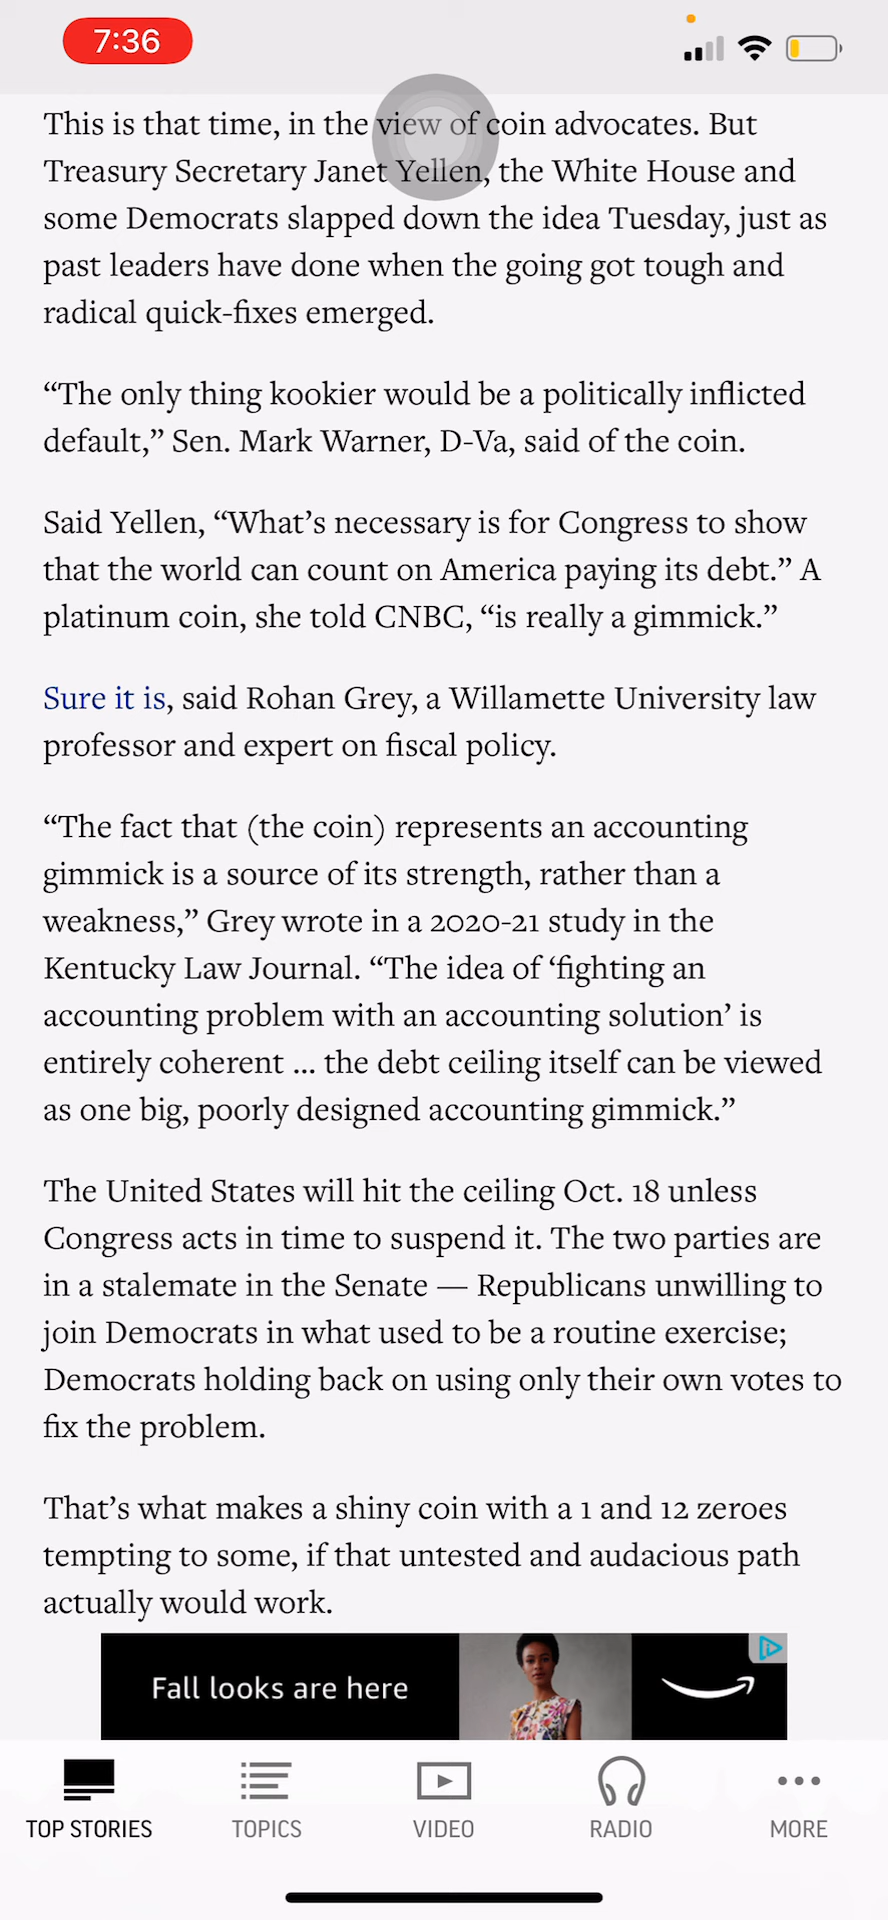 7:36
This is that time, in the view of coin advocates. But
Treasury Secretary Janet Yellen, the White House and
some Democrats slapped down the idea Tuesday, just as
past leaders have done when the going got tough and
radical quick-fixes emerged.
“The only thing kookier would be a politically inflicted
default,” Sen. Mark Warner, D-Va, said of the coin.
Said Yellen, “What’s necessary is for Congress to show
that the world can count on America paying its debt.” A
platinum coin, she told CNBC, “is really a gimmick.”
Sure it is, said Rohan Grey, a Willamette University law
professor and expert on fiscal policy.
“The fact that (the coin) represents an accounting
gimmick is a source of its strength, rather than a
weakness,” Grey wrote in a 2020-21 study in the
Kentucky Law Journal. “The idea of ‘fighting an
accounting problem with an accounting solution’ is
entirely coherent ... the debt ceiling itself can be viewed
as one big, poorly designed accounting gimmick.”
The United States will hit the ceiling Oct. 18 unless
Congress acts in time to suspend it. The two parties are
in a stalemate in the Senate — Republicans unwilling to
join Democrats in what used to be a routine exercise;
Democrats holding back on using only their own votes to
fix the problem.
That’s what makes a shiny coin with a 1 and 12 zeroes
tempting to some, if that untested and audacious path
actually would work.
Fall looks are here
TOP STORIES TOPICS VIDEO RADIO MORE